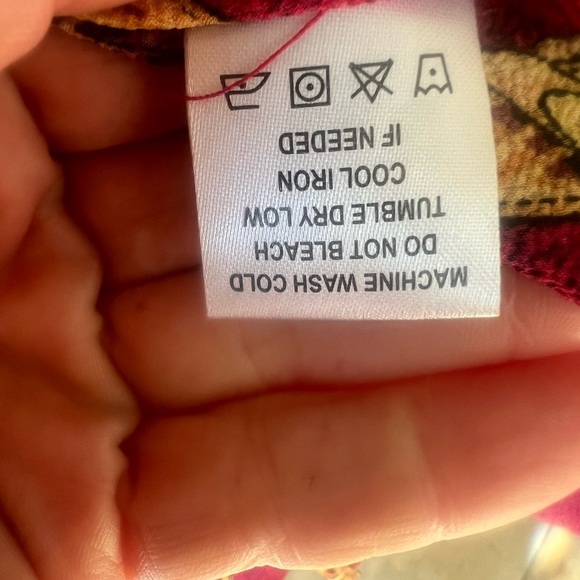 MACHINE WASH COLD
DO NOT BLEACH
TUMBLE DRY LOW
COOL IRON
IF NEEDED